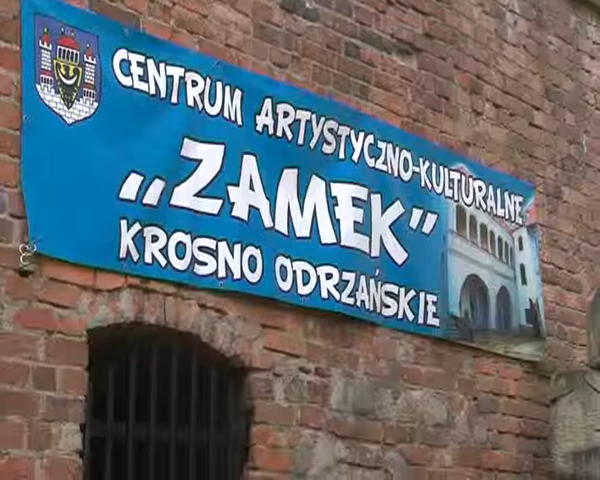 CENTRUM ARTYSTYCZNO-KULTURALNE
„ZAMEK”
KROSNO ODRZAŃSKIE